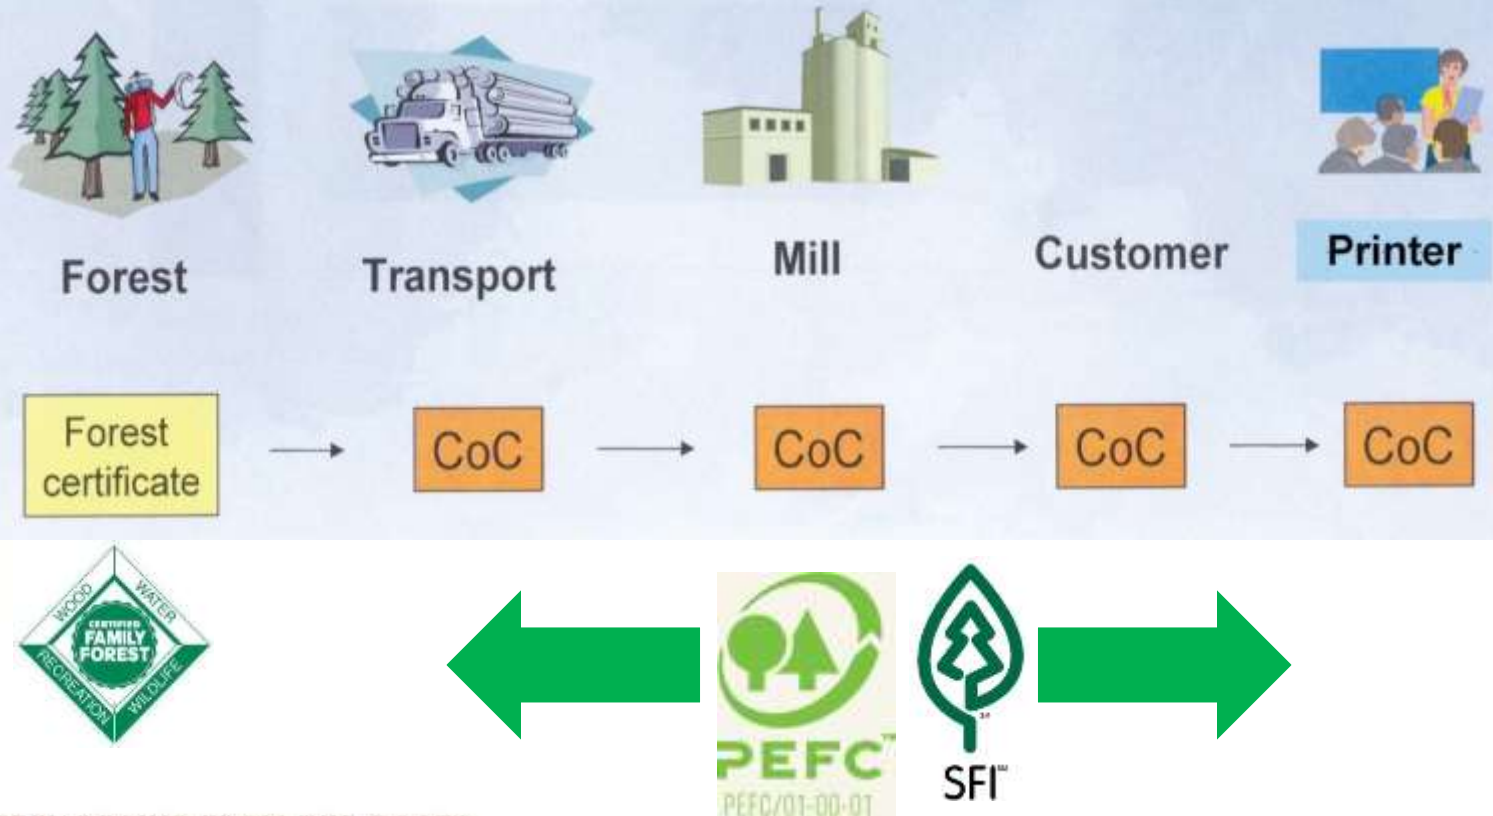 Forest
Transport
Mill
Customer
Printer
Forest
certificate
CoC
CoC
CoC
CoC
WOOD
WATER
CERTIFIED
FAMILY
FOREST
RECREATION
WILDLIFE
PEFC™
PEFC/01-00-01
SFI